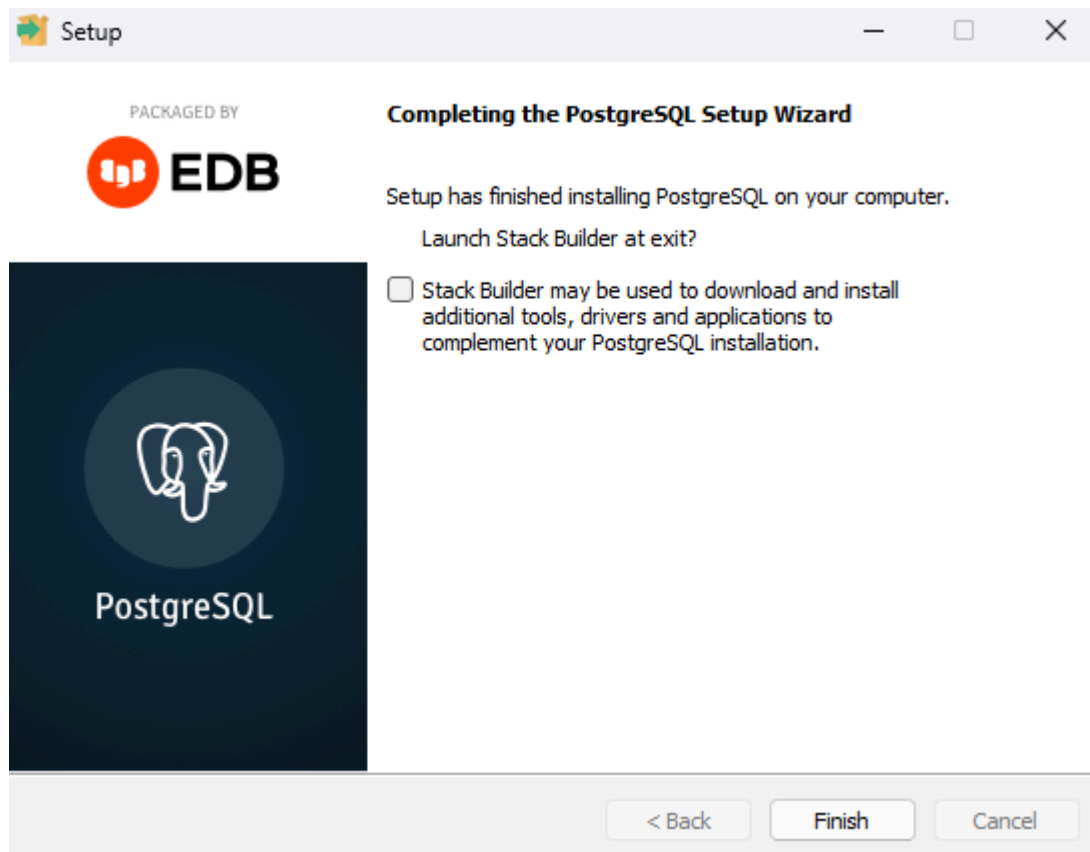 Setup
PACKAGED BY
EDB
PostgreSQL
Completing the PostgreSQL Setup Wizard
Setup has finished installing PostgreSQL on your computer.
Launch Stack Builder at exit?
Stack Builder may be used to download and install
additional tools, drivers and applications to
complement your PostgreSQL installation.
< Back
Finish
Cancel